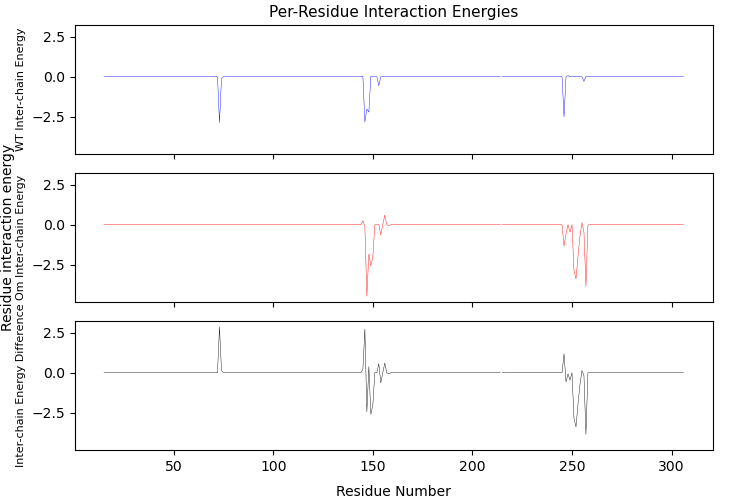 Per-Residue Interaction Energies
WT Inter-chain Energy
2.5
0.0
−2.5
Residue interaction energy
Om Inter-chain Energy
2.5
0.0
−2.5
Inter-chain Energy Difference
2.5
0.0
−2.5
50
100
150
200
250
300
Residue Number